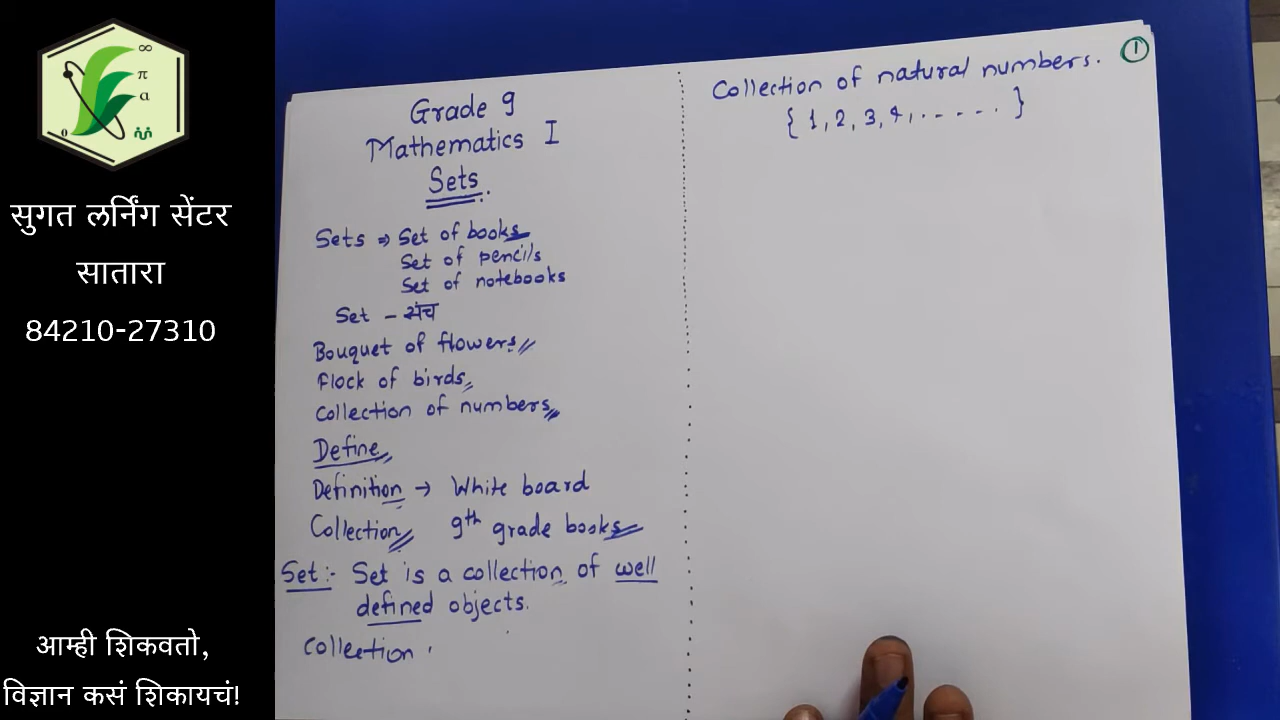 ∞
π
a
सुगत लर्निंग सेंटर
सातारा
84210-27310
आम्ही शिकवतो,
विज्ञान कसं शिकायचं!
Grade 9
Mathematics I
Sets.
Sets ⇒ Set of books
Set of pencils
Set of notebooks
Set - संच
Bouquet of flowers
Flock of birds
Collection of numbers
Define
Definition → White board
Collection 9th grade books
Set :- Set is a collection of well
defined objects.
Collection
Collection of natural numbers. 1
{ 1, 2, 3, 4, . - - - . }